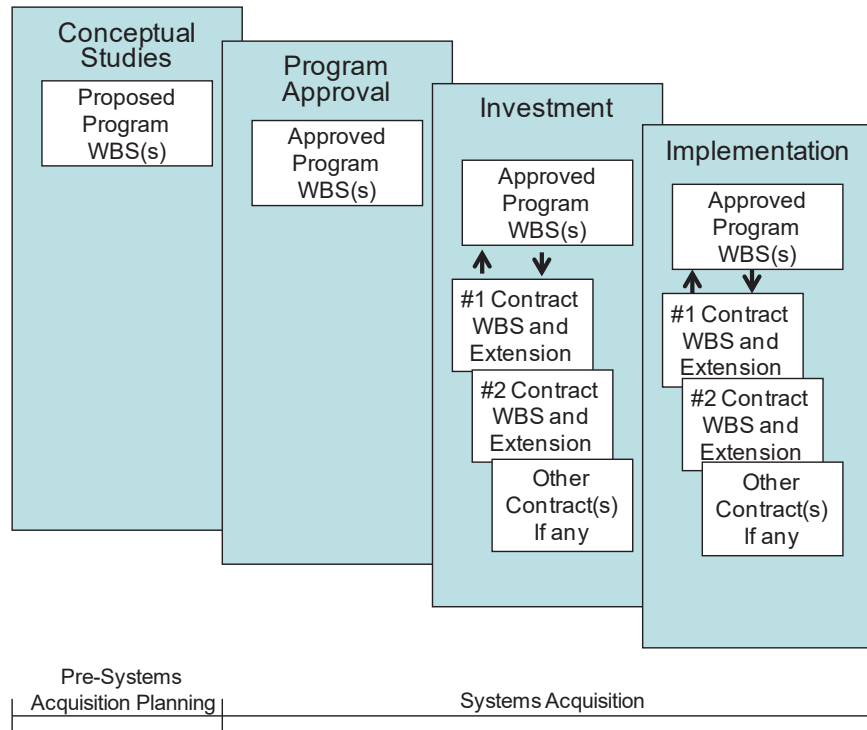 Conceptual
Studies
Proposed
Program
WBS(s)
Program
Approval
Approved
Program
WBS(s)
Investment
Approved
Program
WBS(s)
#1 Contract
WBS and
Extension
#2 Contract
WBS and
Extension
Other
Contract(s)
If any
Implementation
Approved
Program
WBS(s)
#1 Contract
WBS and
Extension
#2 Contract
WBS and
Extension
Other
Contract(s)
If any
Pre-Systems
Acquisition Planning
Systems Acquisition